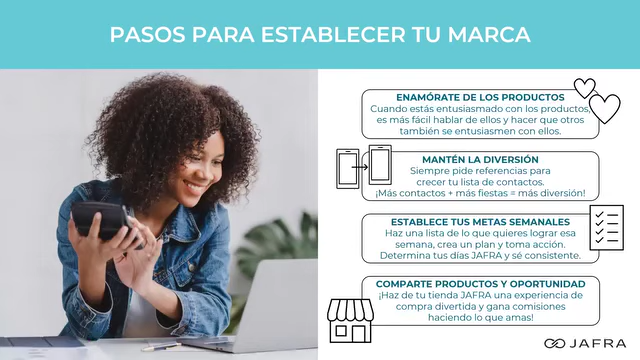 PASOS PARA ESTABLECER TU MARCA
ENAMÓRATE DE LOS PRODUCTOS
Cuando estás entusiasmado con los productos,
es más fácil hablar de ellos y hacer que otros
también se entusiasmen con ellos.
MANTÉN LA DIVERSIÓN
Siempre pide referencias para
crecer tu lista de contactos.
¡Más contactos + más fiestas = más diversión!
ESTABLECE TUS METAS SEMANALES
Haz una lista de lo que quieres lograr esa
semana, crea un plan y toma acción.
Determina tus días JAFRA y sé consistente.
COMPARTE PRODUCTOS Y OPORTUNIDAD
¡Haz de tu tienda JAFRA una experiencia de
compra divertida y gana comisiones
haciendo lo que amas!
JAFRA